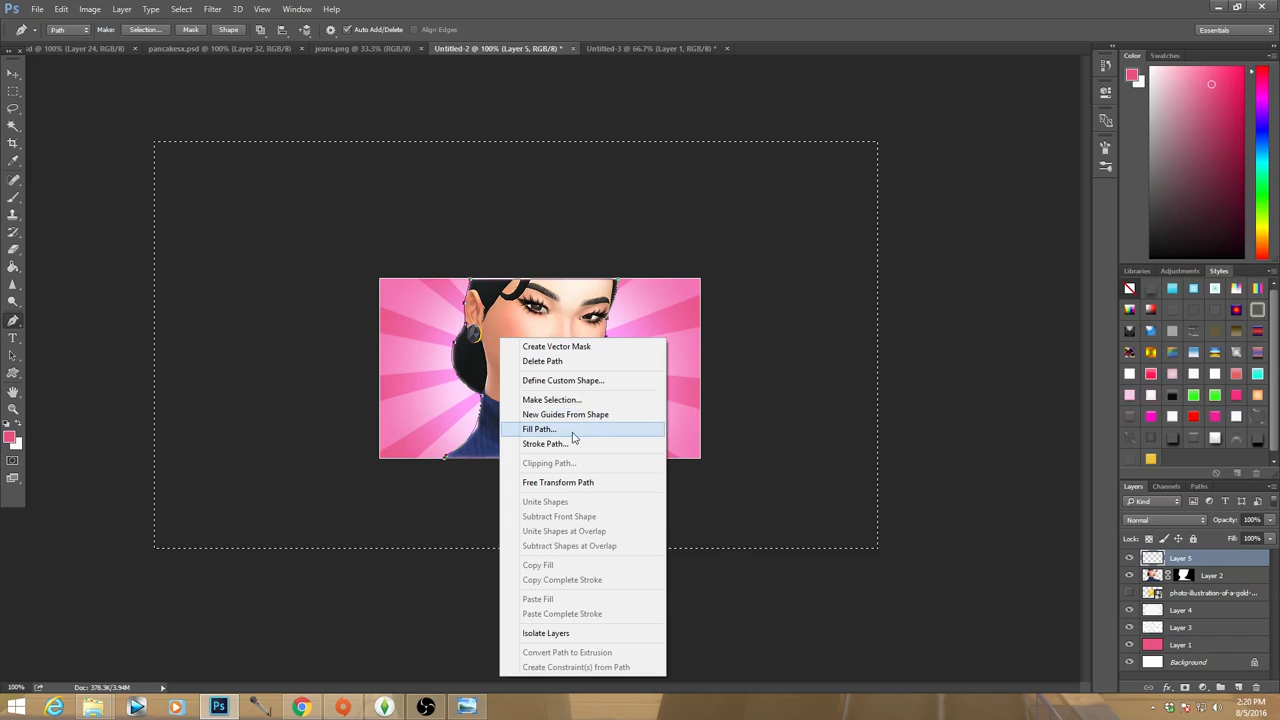 Ps File Edit Image Layer Type Select Filter 3D View Window Help
Path Make: Selection... Mask Shape Auto Add/Delete Align Edges Essentials
d @ 100% (Layer 24, RGB/8) × pancakesx.psd @ 100% (Layer 32, RGB/8) × jeans.png @ 33.3% (RGB/8) × Untitled-2 @ 100% (Layer 5, RGB/8) * × Untitled-3 @ 66.7% (Layer 1, RGB/8) * ×
Color Swatches
Libraries Adjustments Styles
Create Vector Mask
Delete Path
Define Custom Shape...
Make Selection...
New Guides From Shape
Fill Path...
Stroke Path...
Clipping Path...
Free Transform Path
Unite Shapes
Subtract Front Shape
Unite Shapes at Overlap
Subtract Shapes at Overlap
Copy Fill
Copy Complete Stroke
Paste Fill
Paste Complete Stroke
Isolate Layers
Convert Path to Extrusion
Create Constraint(s) from Path
Layers Channels Paths
Kind
Normal Opacity: 100%
Lock: Fill: 100%
Layer 5
Layer 2
photo-illustration-of-a-gold-...
Layer 4
Layer 3
Layer 1
Background
100% Doc: 378.3K/3.94M
2:20 PM
8/5/2016